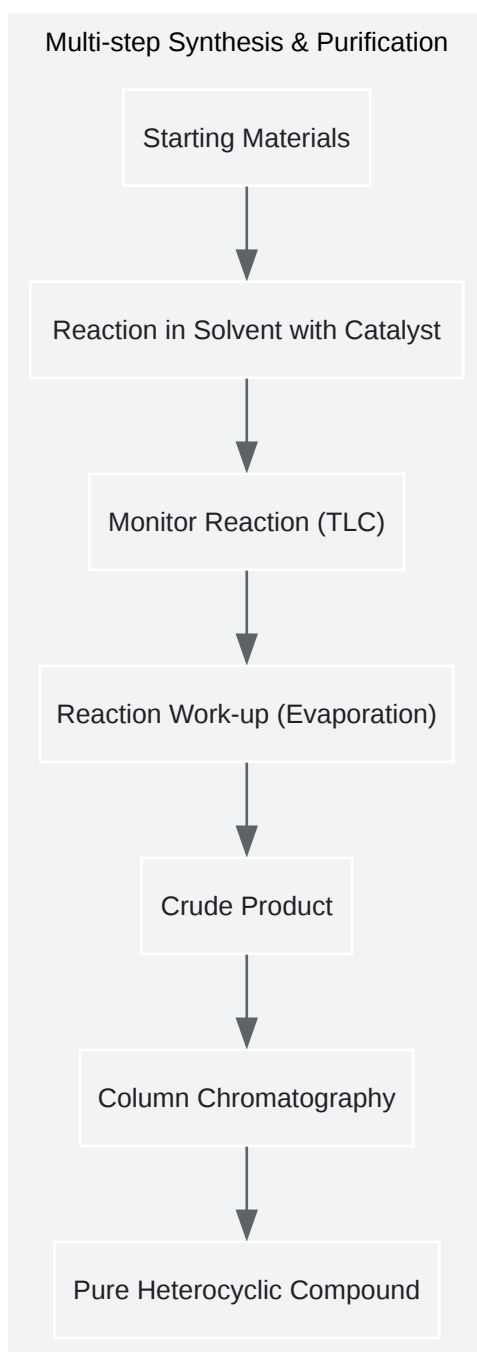 Multi-step Synthesis & Purification
Starting Materials
Reaction in Solvent with Catalyst
Monitor Reaction (TLC)
Reaction Work-up (Evaporation)
Crude Product
Column Chromatography
Pure Heterocyclic Compound